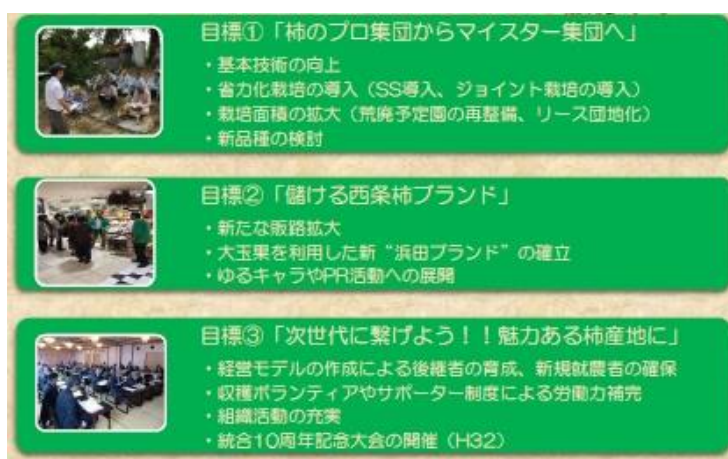 目標①「柿のプロ集団からマイスター集団へ」
・基本技術の向上
・省力化栽培の導入（SS導入、ジョイント栽培の導入）
・栽培面積の拡大（荒廃予定園の再整備、リース団地化）
・新品種の検討
目標②「儲ける西条柿ブランド」
・新たな販路拡大
・大玉果を利用した新“浜田ブランド”の確立
・ゆるキャラやPR活動への展開
目標③「次世代に繋げよう！！魅力ある柿産地に」
・経営モデルの作成による後継者の育成、新規就農者の確保
・収穫ボランティアやサポーター制度による労働力補完
・組織活動の充実
・統合10周年記念大会の開催（H32）